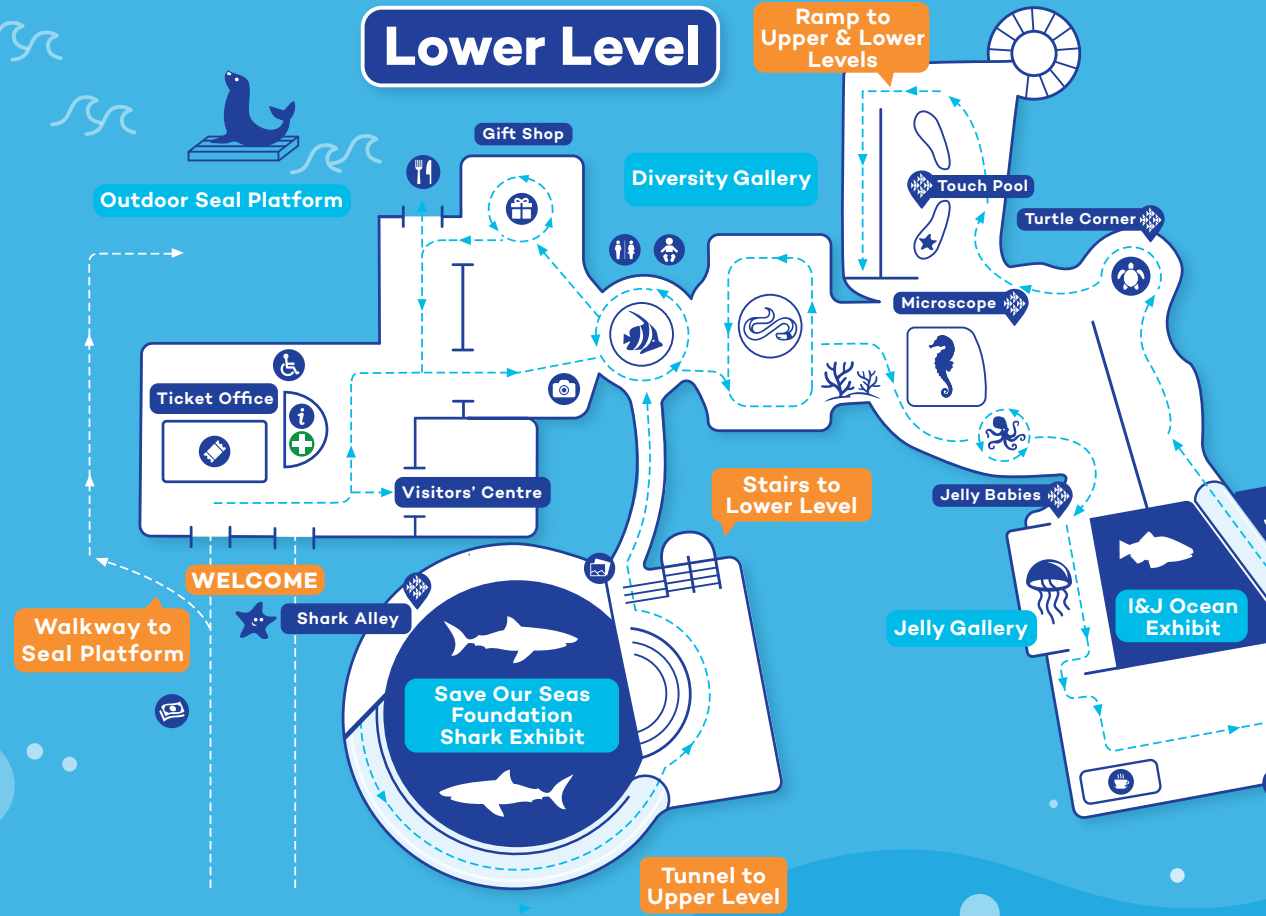 Lower Level
Ramp to
Upper & Lower
Levels
Gift Shop
Diversity Gallery
Touch Pool
Outdoor Seal Platform
Turtle Corner
Microscope
Ticket Office
i
Visitors' Centre
Stairs to
Lower Level
Jelly Babies
WELCOME
Shark Alley
Walkway to
Seal Platform
Jelly Gallery
I&J Ocean
Exhibit
Save Our Seas
Foundation
Shark Exhibit
Tunnel to
Upper Level